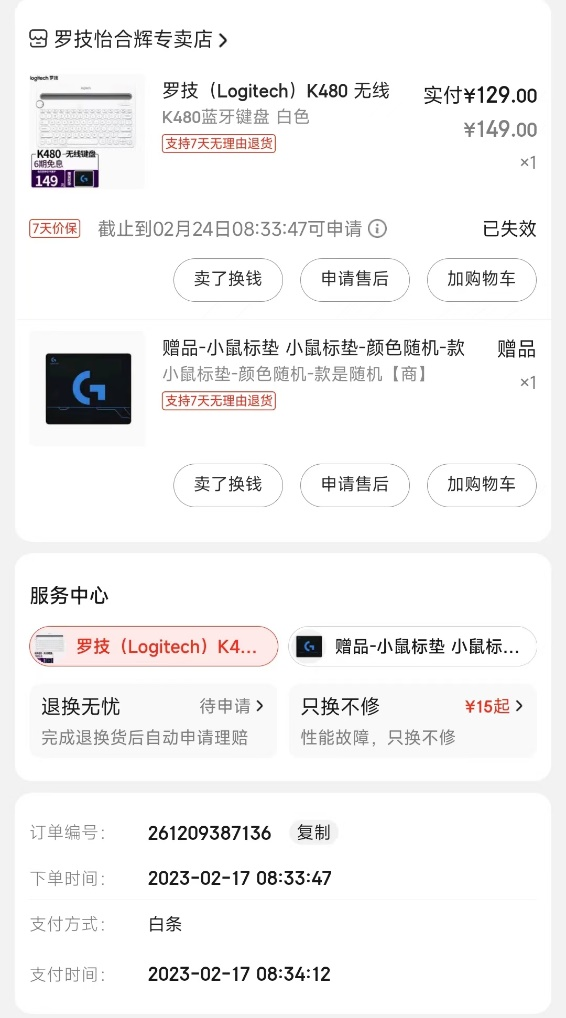 罗技怡合辉专卖店
logitech 罗技
K480-无线键盘
6期免息
149
罗技（Logitech）K480 无线
实付¥129.00
K480蓝牙键盘 白色
¥149.00
支持7天无理由退货
×1
7天价保
截止到02月24日08:33:47可申请
已失效
卖了换钱
申请售后
加购物车
赠品-小鼠标垫 小鼠标垫-颜色随机-款
赠品
小鼠标垫-颜色随机-款是随机【商】
×1
支持7天无理由退货
卖了换钱
申请售后
加购物车
服务中心
罗技（Logitech）K4...
赠品-小鼠标垫 小鼠标...
退换无忧
待申请
完成退换货后自动申请理赔
只换不修
¥15起
性能故障，只换不修
订单编号：
261209387136
复制
下单时间：
2023-02-17 08:33:47
支付方式：
白条
支付时间：
2023-02-17 08:34:12